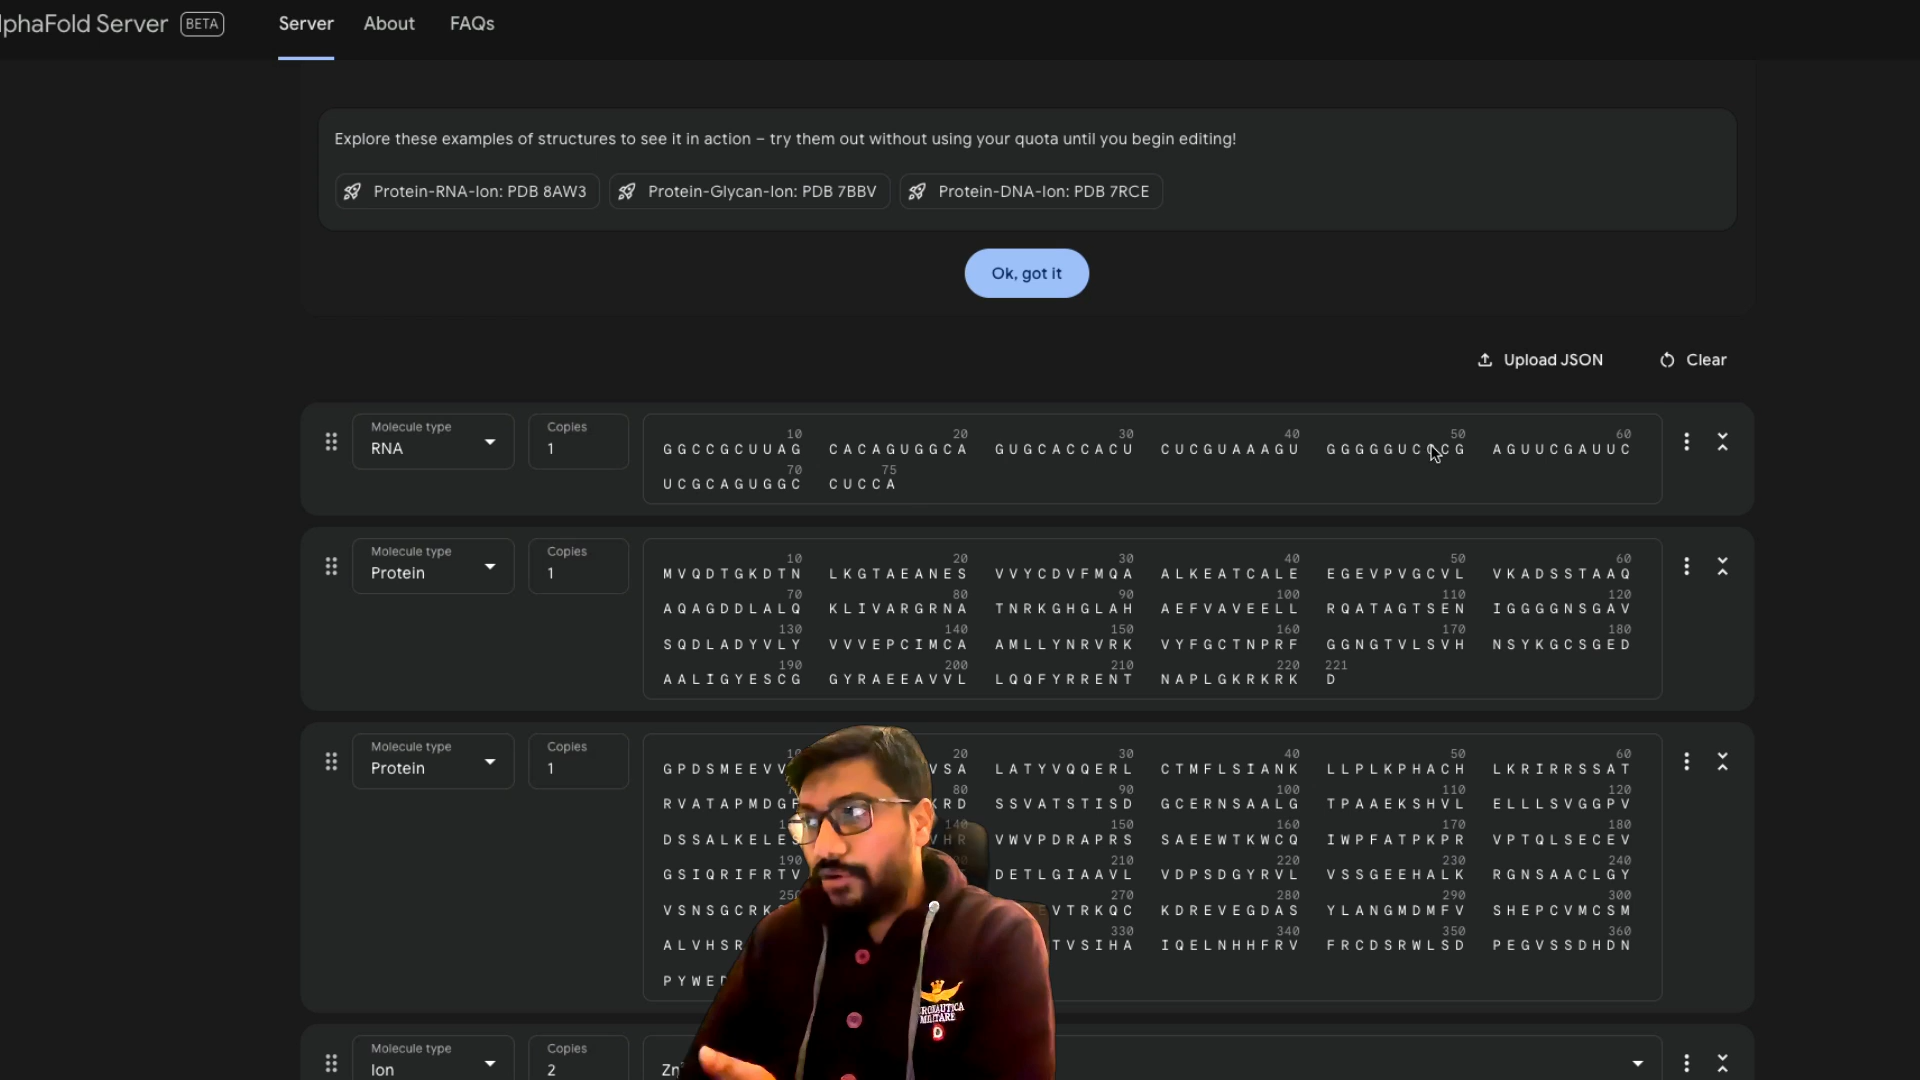 AlphaFold Server BETA Server About FAQs
Explore these examples of structures to see it in action – try them out without using your quota until you begin editing!
Protein-RNA-Ion: PDB 8AW3 Protein-Glycan-Ion: PDB 7BBV Protein-DNA-Ion: PDB 7RCE
Ok, got it
Upload JSON Clear
Molecule type Copies
RNA 1
10 20 30 40 50 60
GGCCGCUUAG CACAGUGGCA GUGCACCACU CUCGUAAAGU GGGGGUC CG AGUUCGAUUC
70 75
UCGCAGUGGC CUCCA
Molecule type Copies
Protein 1
10 20 30 40 50 60
MVQDTGKDTN LKGTAEANES VVYCDVFMQA ALKEATCALE EGEVPVGCVL VKADSSTAAQ
70 80 90 100 110 120
AQAGDDLALQ KLIVARGRNA TNRKGHGLAH AEFVAVEELL RQATAGTSEN IGGGGNSGAV
130 140 150 160 170 180
SQDLADYVLY VVVEPCIMCA AMLLYNRVRK VYFGCTNPRF GGNGTVLSVH NSYKGCSGED
190 200 210 220 221
AALIGYESCG GYRAEEAVVL LQQFYRRENT NAPLGKRKRK D
Molecule type Copies
Protein 1
20 30 40 50 60
GPDSMEEVV VSA LATYVQQERL CTMFLSIANK LLPLKPHACH LKRIRRSSAT
80 90 100 110 120
RVATAPMDG KRD SSVATSTISD GCERNSAALG TPAAEKSHVL ELLLSVGGPV
140 150 160 170 180
DSSALKELES VHR VWVPDRAPRS SAEEWTKWCQ IWPFATPKPR VPTQLSECEV
190 210 220 230 240
GSIQRIFRTV DETLGIAAVL VDPSDGYRVL VSSGEEHALK RGNSAACLGY
250 270 280 290 300
VSNSGCRK EVTRKQC KDREVEGDAS YLANGMDMFV SHEPCVMCSM
330 340 350 360
ALVHSR TVSIHA IQELNHHFRV FRCDSRWLSD PEGVSSDHDN
PYWED
Molecule type Copies
Ion 2 Zn
MILITARE